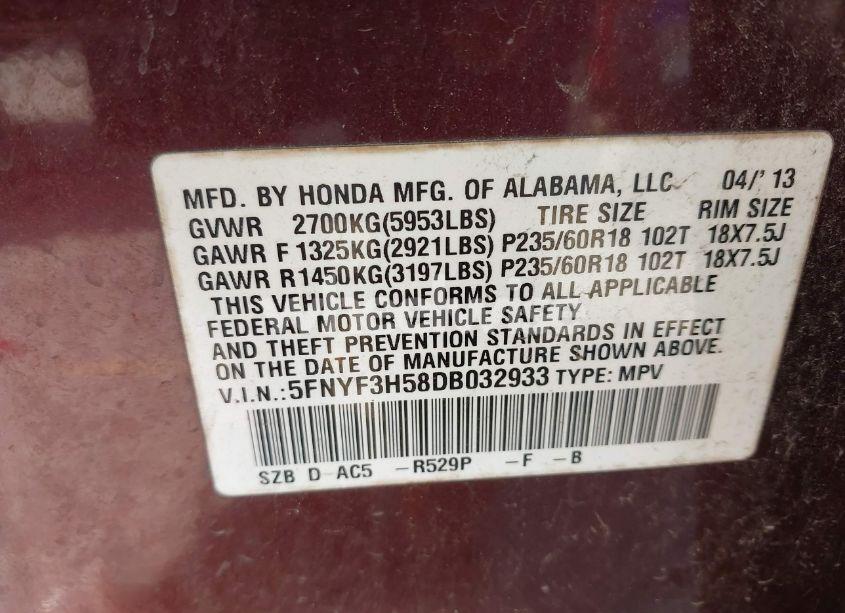 MFD. BY HONDA MFG. OF ALABAMA, LLC 04/' 13
GVWR 2700KG(5953LBS) TIRE SIZE RIM SIZE
GAWR F 1325KG(2921LBS) P235/60R18 102T 18X7.5J
GAWR R1450KG(3197LBS) P235/60R18 102T 18X7.5J
THIS VEHICLE CONFORMS TO ALL APPLICABLE
FEDERAL MOTOR VEHICLE SAFETY
AND THEFT PREVENTION STANDARDS IN EFFECT
ON THE DATE OF MANUFACTURE SHOWN ABOVE.
V.I.N.:5FNYF3H58DB032933 TYPE: MPV
SZB D-AC5 -R529P -F -B